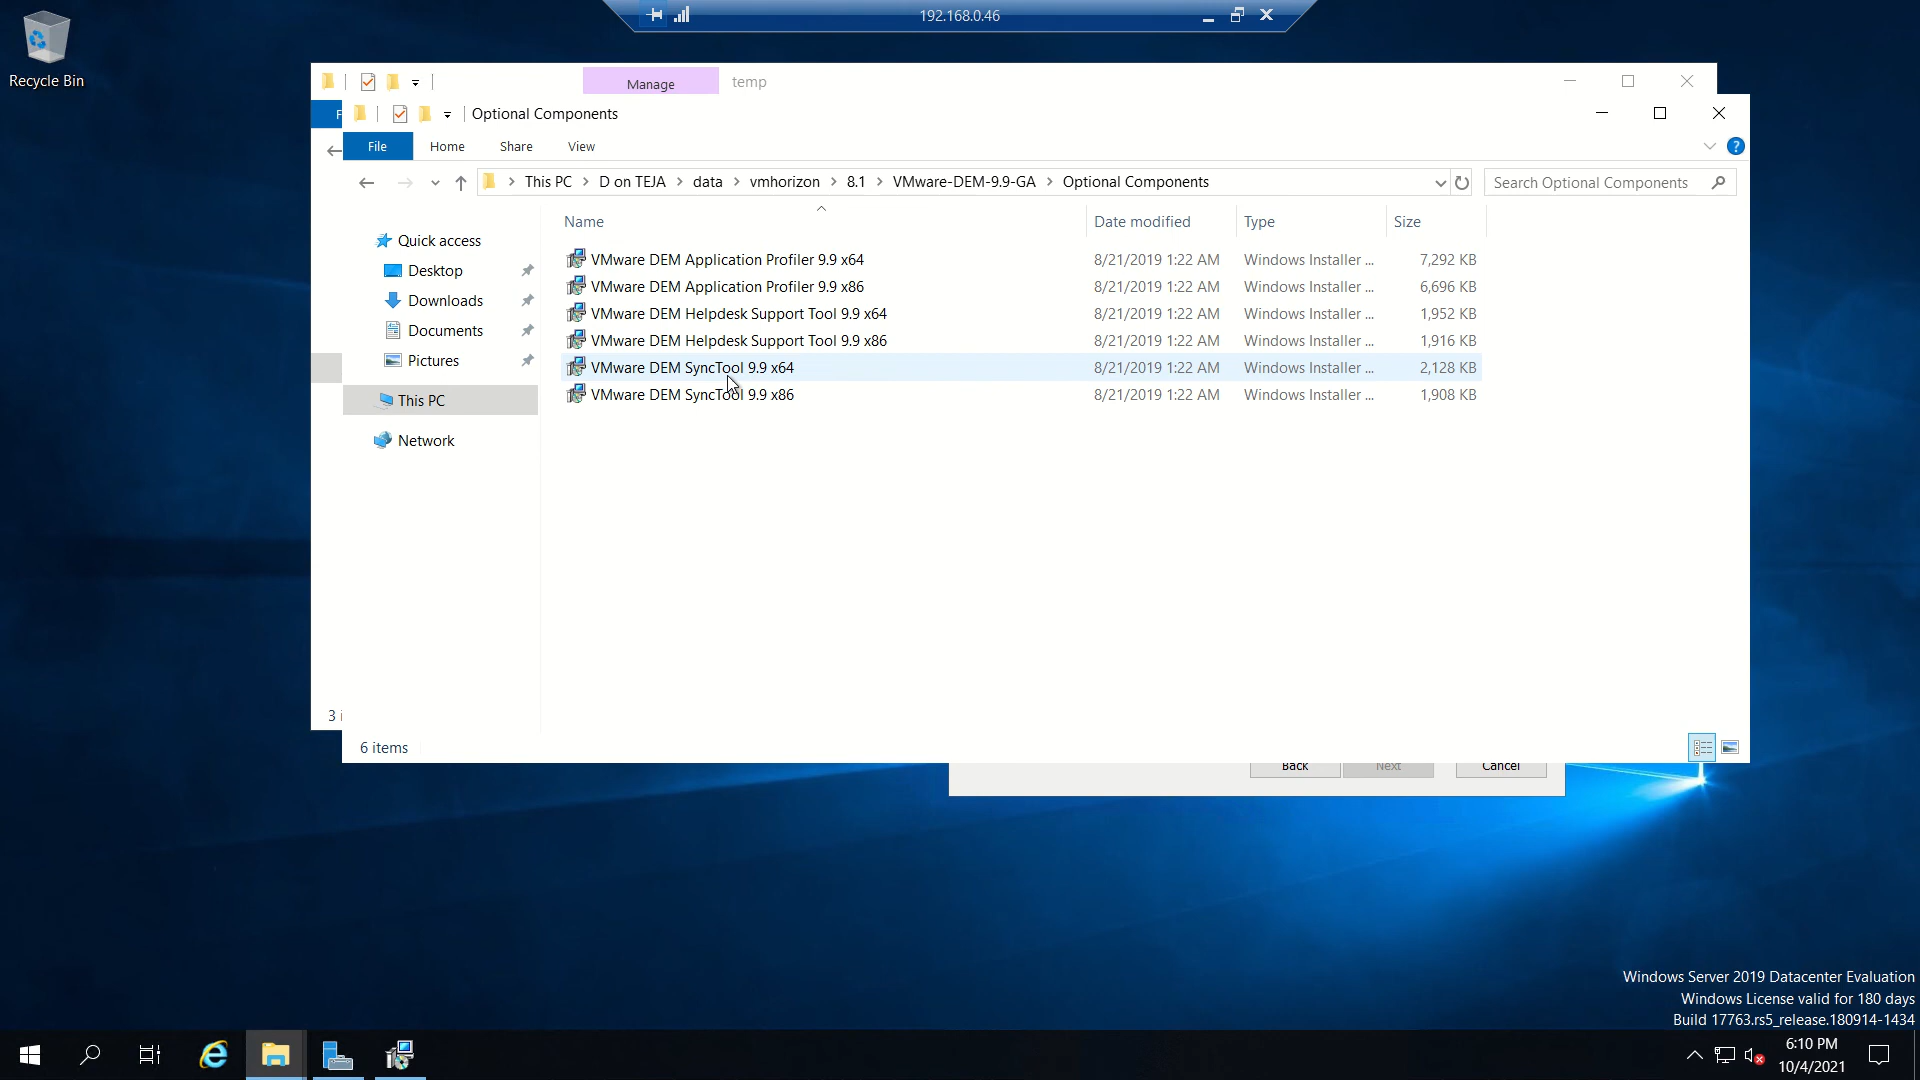 192.168.0.46
Recycle Bin
Manage
temp
Optional Components
File
Home
Share
View
This PC
D on TEJA
data
vmhorizon
8.1
VMware-DEM-9.9-GA
Optional Components
Search Optional Components
Name
Date modified
Type
Size
Quick access
Desktop
Downloads
Documents
Pictures
This PC
Network
VMware DEM Application Profiler 9.9 x64 8/21/2019 1:22 AM Windows Installer ... 7,292 KB
VMware DEM Application Profiler 9.9 x86 8/21/2019 1:22 AM Windows Installer ... 6,696 KB
VMware DEM Helpdesk Support Tool 9.9 x64 8/21/2019 1:22 AM Windows Installer ... 1,952 KB
VMware DEM Helpdesk Support Tool 9.9 x86 8/21/2019 1:22 AM Windows Installer ... 1,916 KB
VMware DEM SyncTool 9.9 x64 8/21/2019 1:22 AM Windows Installer ... 2,128 KB
VMware DEM SyncTool 9.9 x86 8/21/2019 1:22 AM Windows Installer ... 1,908 KB
3 i
6 items
Back
Next
Cancel
Windows Server 2019 Datacenter Evaluation
Windows License valid for 180 days
Build 17763.rs5_release.180914-1434
6:10 PM
10/4/2021